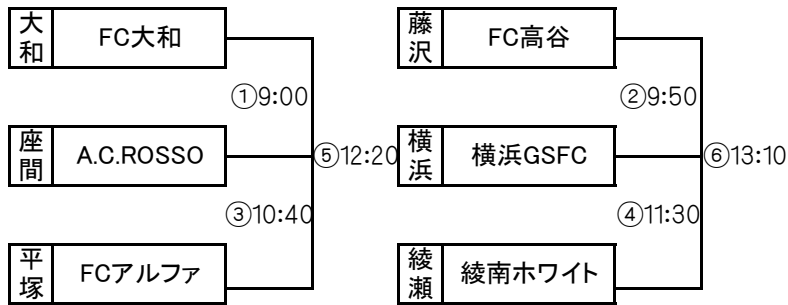 大和 FC大和
①9:00
座間 A.C.ROSSO
⑤12:20
③10:40
平塚 FCアルファ
藤沢 FC高谷
②9:50
横浜 横浜GSFC
⑥13:10
④11:30
綾瀬 綾南ホワイト